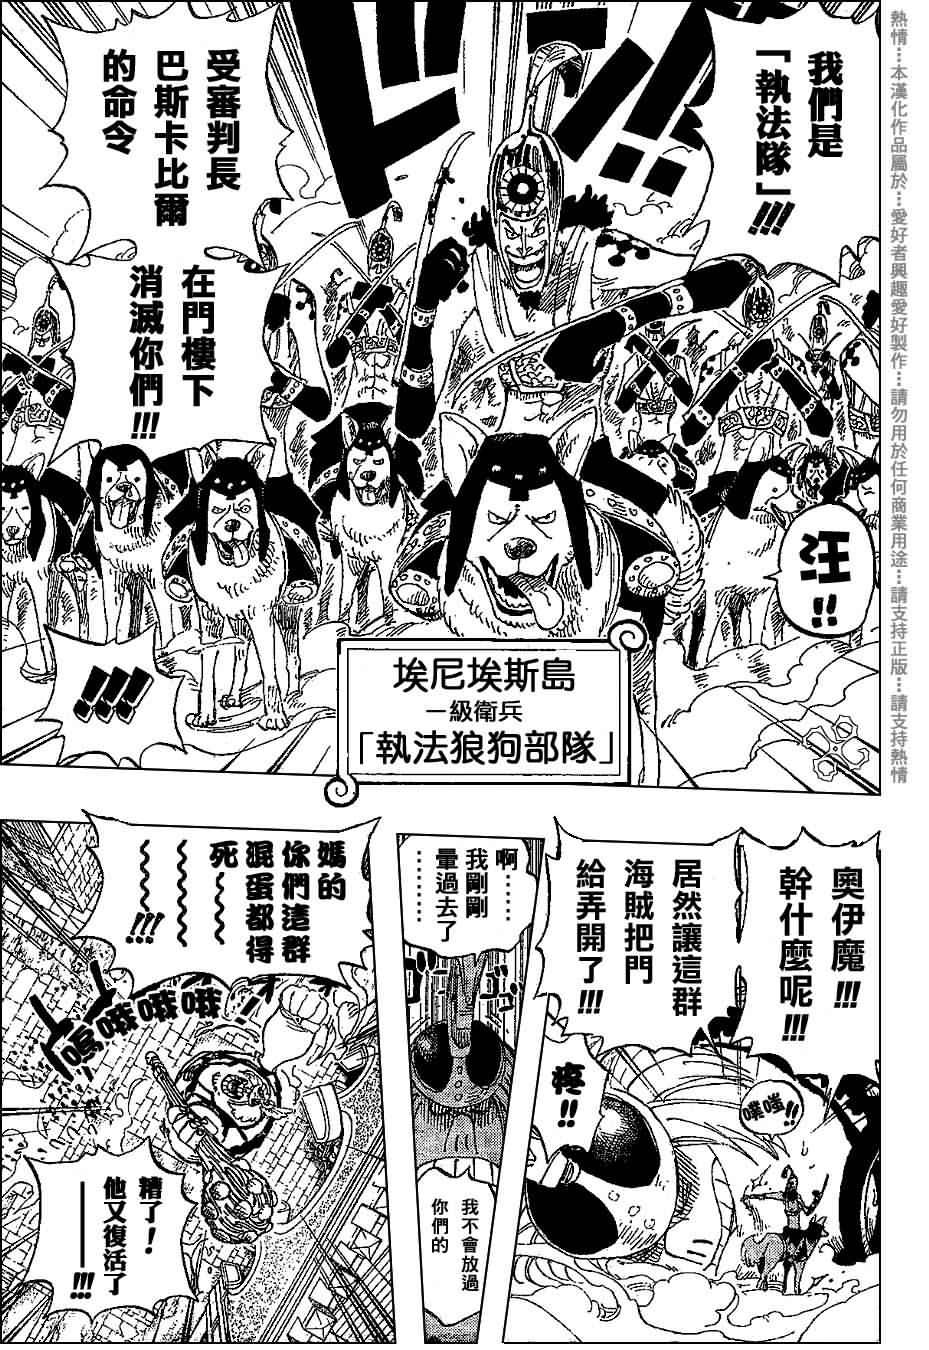 我們是
「執法隊」!!!
受審判長
巴斯卡比爾
的命令
在門樓下
消滅你們!!!
汪!!
!!!!
埃尼埃斯島
一級衛兵
「執法狼狗部隊」
奧伊魔!!!
幹什麼呢!!!
居然讓這群
海賊把門
給弄開了!!!
噗嗤!!
疼!!
啊……
我剛剛
暈過去了
………
我不會放過
你們的
媽的
你們這群
混蛋都得
死～～～
～～～～
～～～!!!
哦哦哦!
糟了!
他又復活了
——!!!
熱情…本漢化作品屬於…愛好者興趣愛好製作…請勿用於任何商業用途…請支持正版…請支持熱情